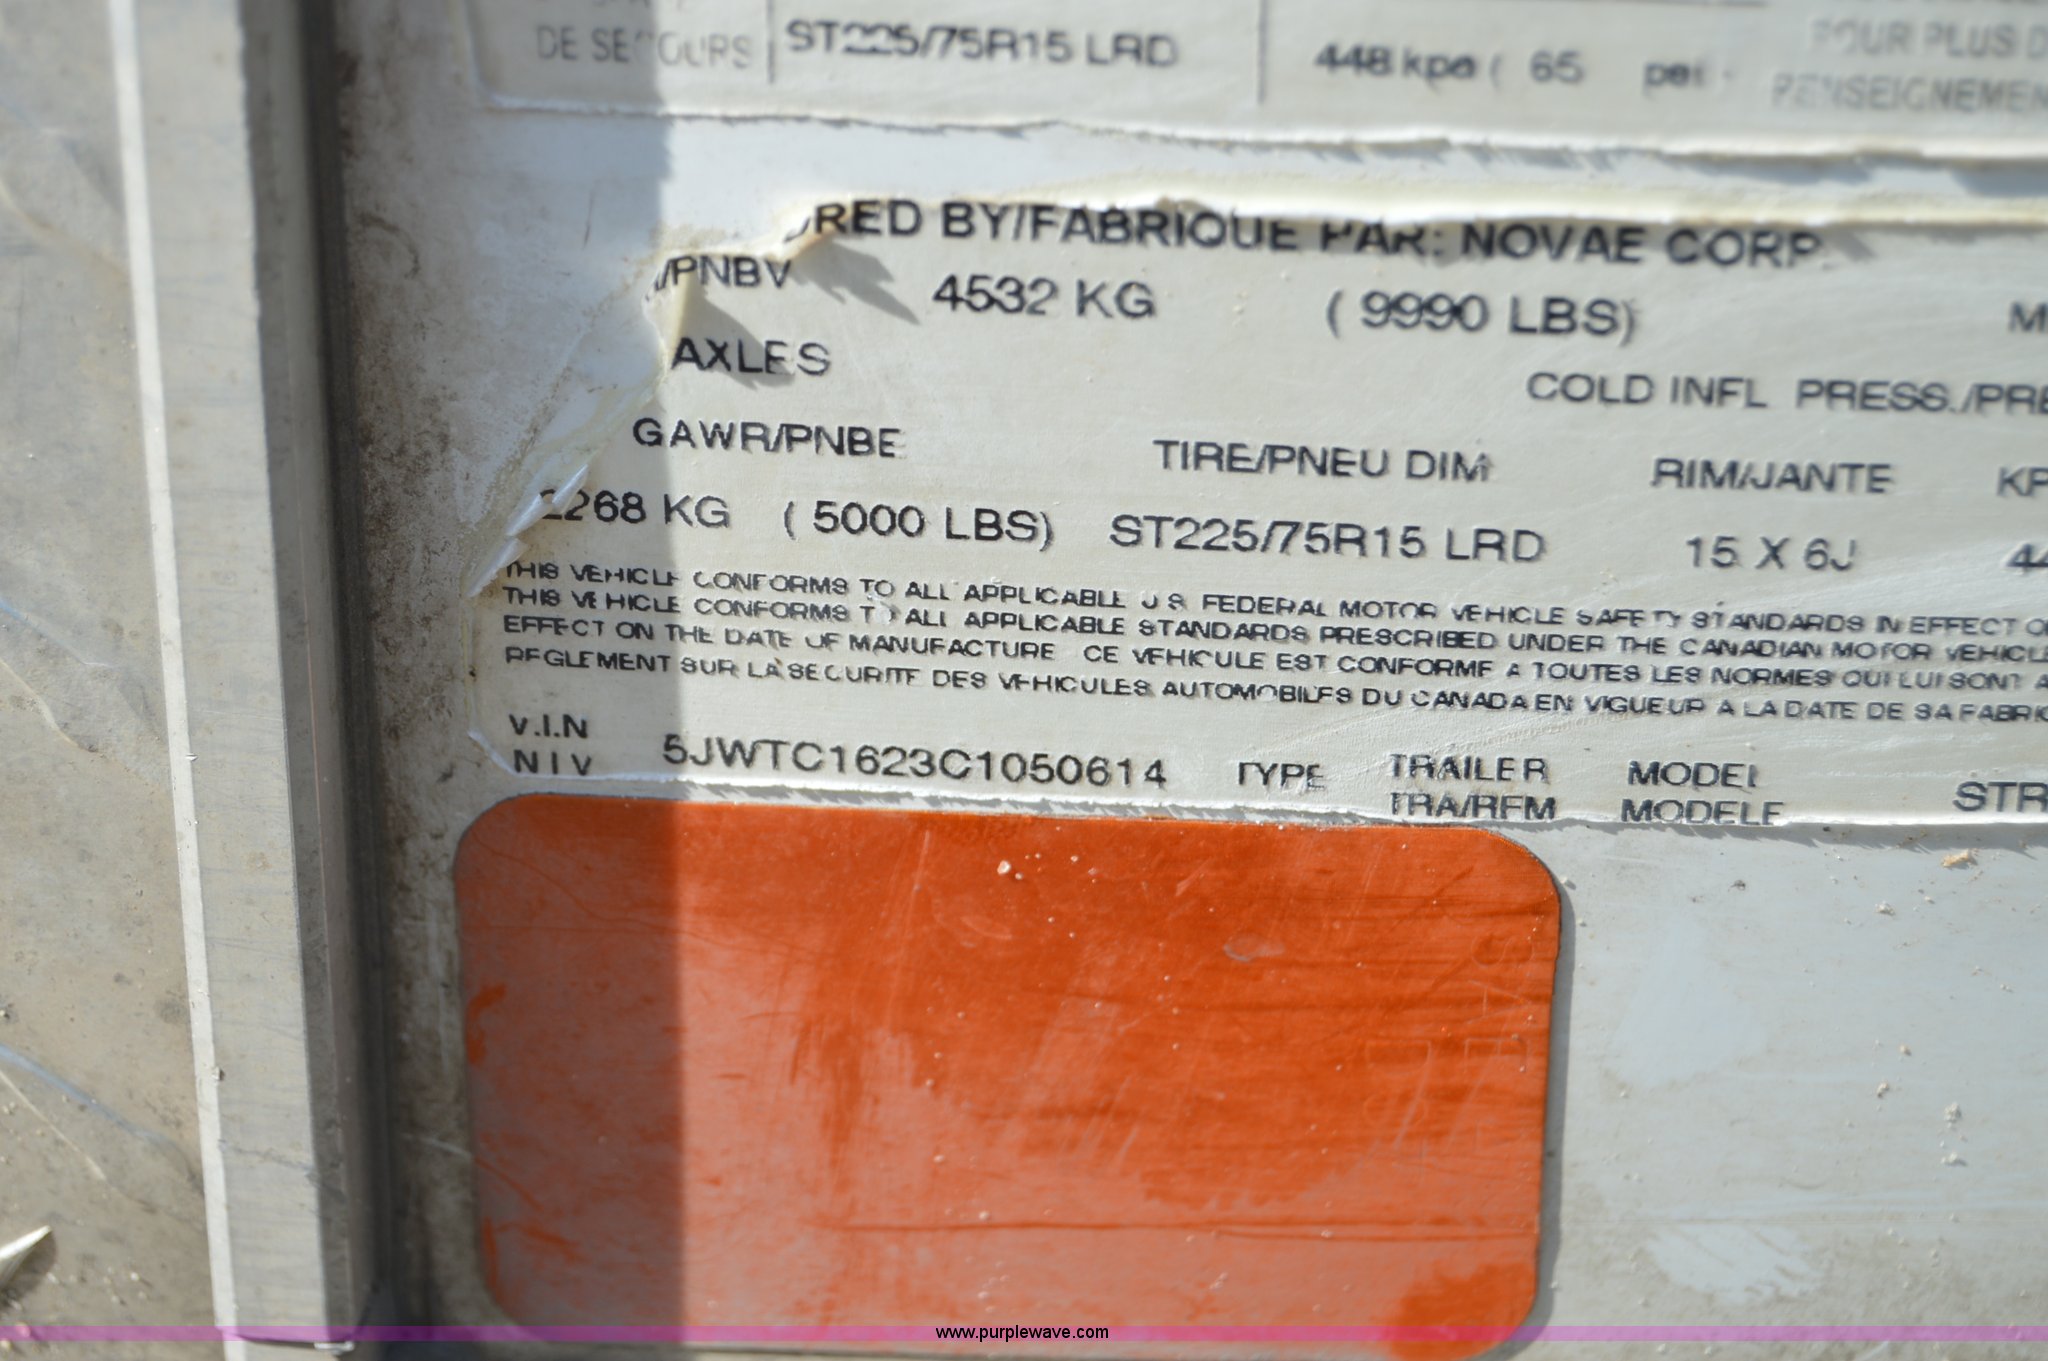 DE SECOURS ST225/75R15 LRD 448 kpa ( 65 POUR PLUS
RENSEIGNEMEN
RED BY/FABRIQUE PAR: NOVAE CORP.
/PNBV 4532 KG ( 9990 LBS)
AXLES
COLD INFL PRESS./PRE
GAWR/PNBE TIRE/PNEU DIM RIM/JANTE KP
2268 KG ( 5000 LBS) ST225/75R15 LRD 15 X 6J 44
THIS VEHICLE CONFORMS TO ALL APPLICABLE U S FEDERAL MOTOR VEHICLE SAFETY STANDARDS IN EFFECT O
THIS VEHICLE CONFORMS TO ALL APPLICABLE STANDARDS PRESCRIBED UNDER THE CANADIAN MOTOR VEHICLE
EFFECT ON THE DATE OF MANUFACTURE CE VEHICULE EST CONFORME A TOUTES LES NORMES QUI LUI SONT A
REGLEMENT SUR LA SECURITE DES VEHICULES AUTOMOBILES DU CANADA EN VIGUEUR A LA DATE DE SA FABRIC
V.I.N
N I V 5JWTC1623C1050614 TYPE TRAILER MODEL STR
TRA/REM MODELE
www.purplewave.com